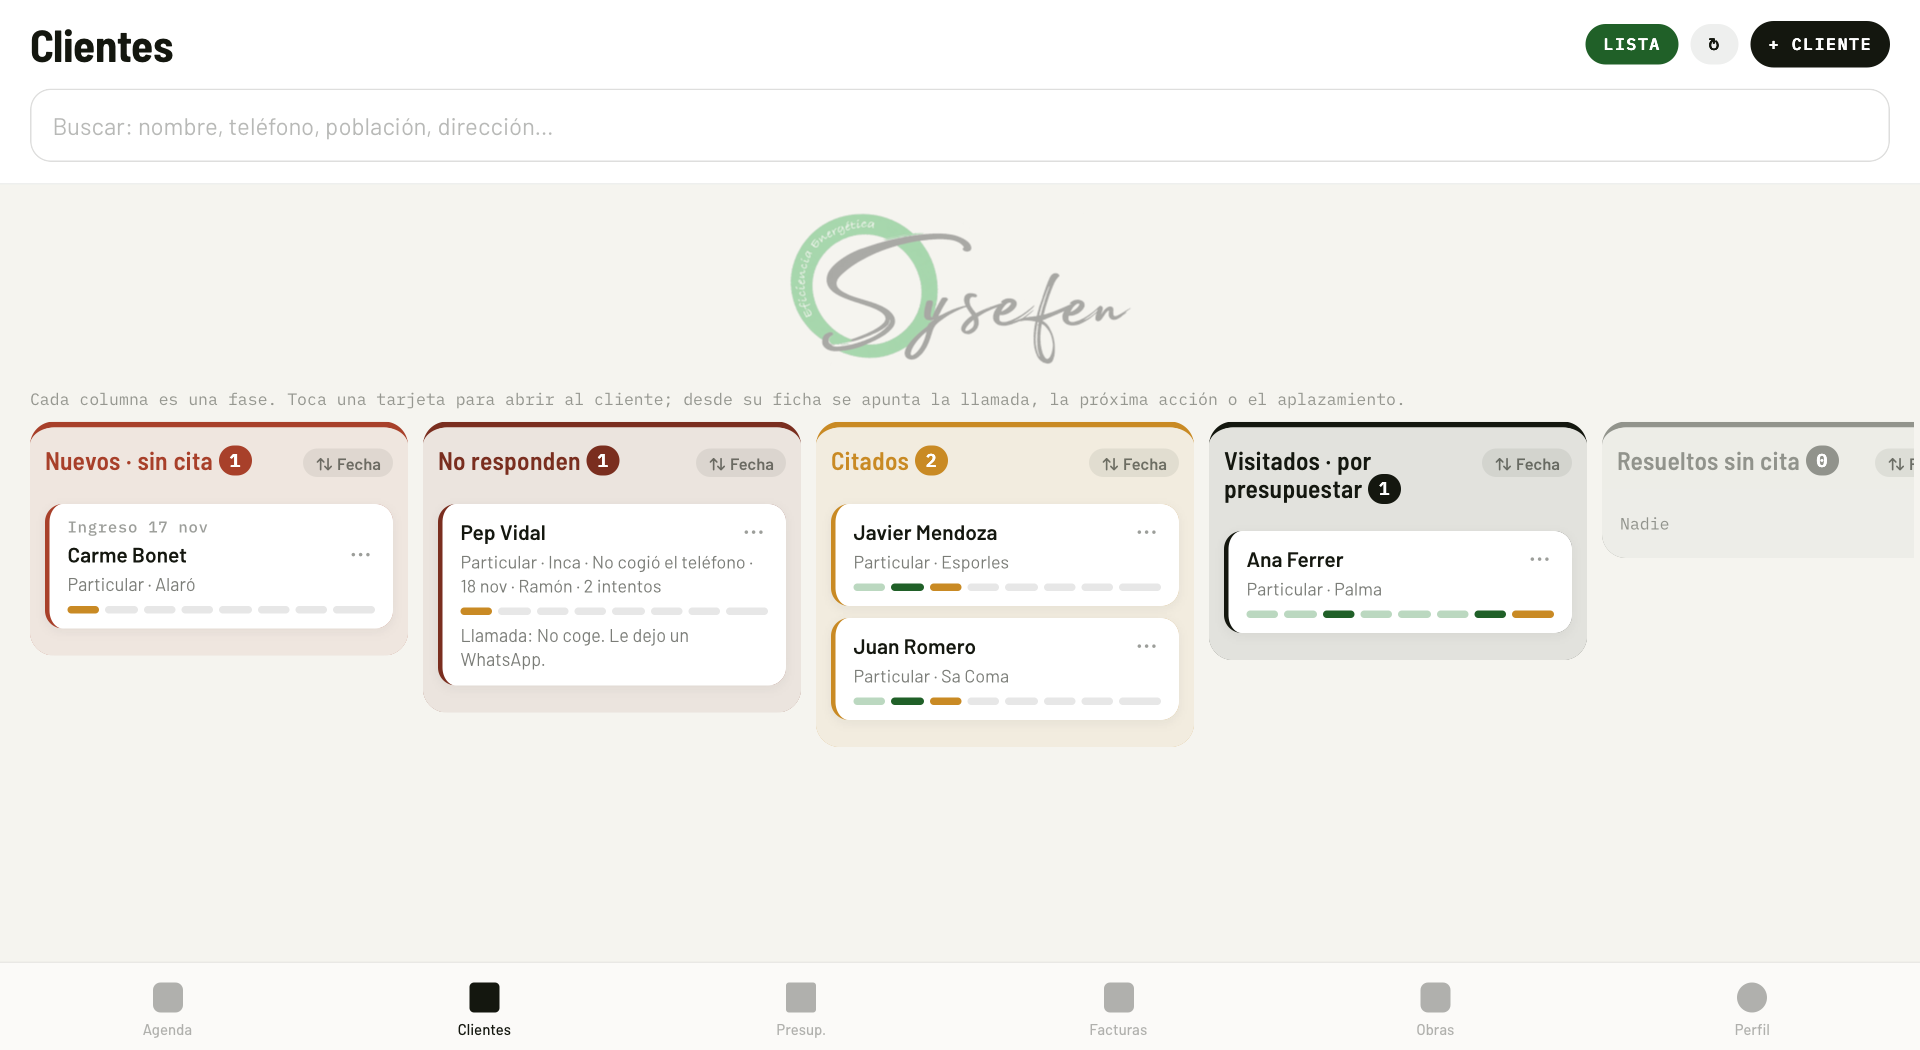 Clientes
LISTA
↻
+ CLIENTE
Buscar: nombre, teléfono, población, dirección...
Eficiencia Energética
Sysefen
Cada columna es una fase. Toca una tarjeta para abrir al cliente; desde su ficha se apunta la llamada, la próxima acción o el aplazamiento.
Nuevos · sin cita 1
↑↓ Fecha
Ingreso 17 nov
Carme Bonet
···
Particular · Alaró
No responden 1
↑↓ Fecha
Pep Vidal
···
Particular · Inca · No cogió el teléfono ·
18 nov · Ramón · 2 intentos
Llamada: No coge. Le dejo un
WhatsApp.
Citados 2
↑↓ Fecha
Javier Mendoza
···
Particular · Esporles
Juan Romero
···
Particular · Sa Coma
Visitados · por
presupuestar 1
↑↓ Fecha
Ana Ferrer
···
Particular · Palma
Resueltos sin cita 0
↑↓ F
Nadie
Agenda
Clientes
Presup.
Facturas
Obras
Perfil